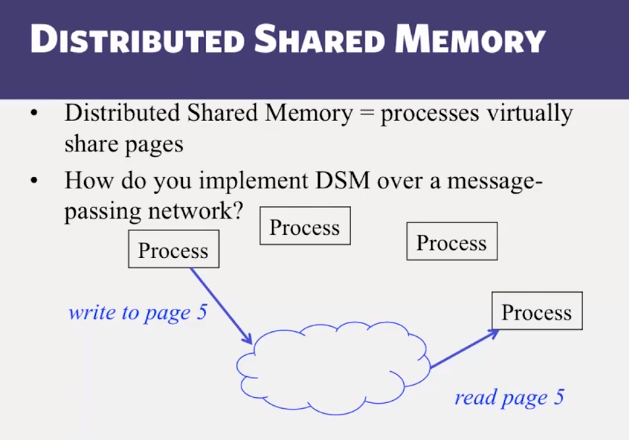 DISTRIBUTED SHARED MEMORY
• Distributed Shared Memory = processes virtually
share pages
• How do you implement DSM over a message-
passing network?
Process
Process
Process
Process
write to page 5
read page 5